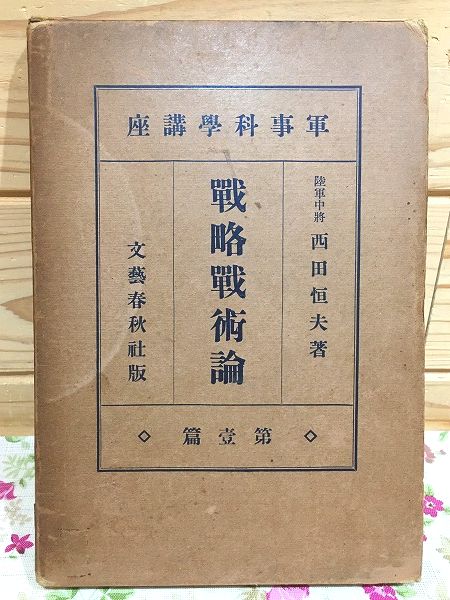 軍事科學講座
陸軍中將 西田恒夫著
戰略戰術論
文藝春秋社版
第壹篇